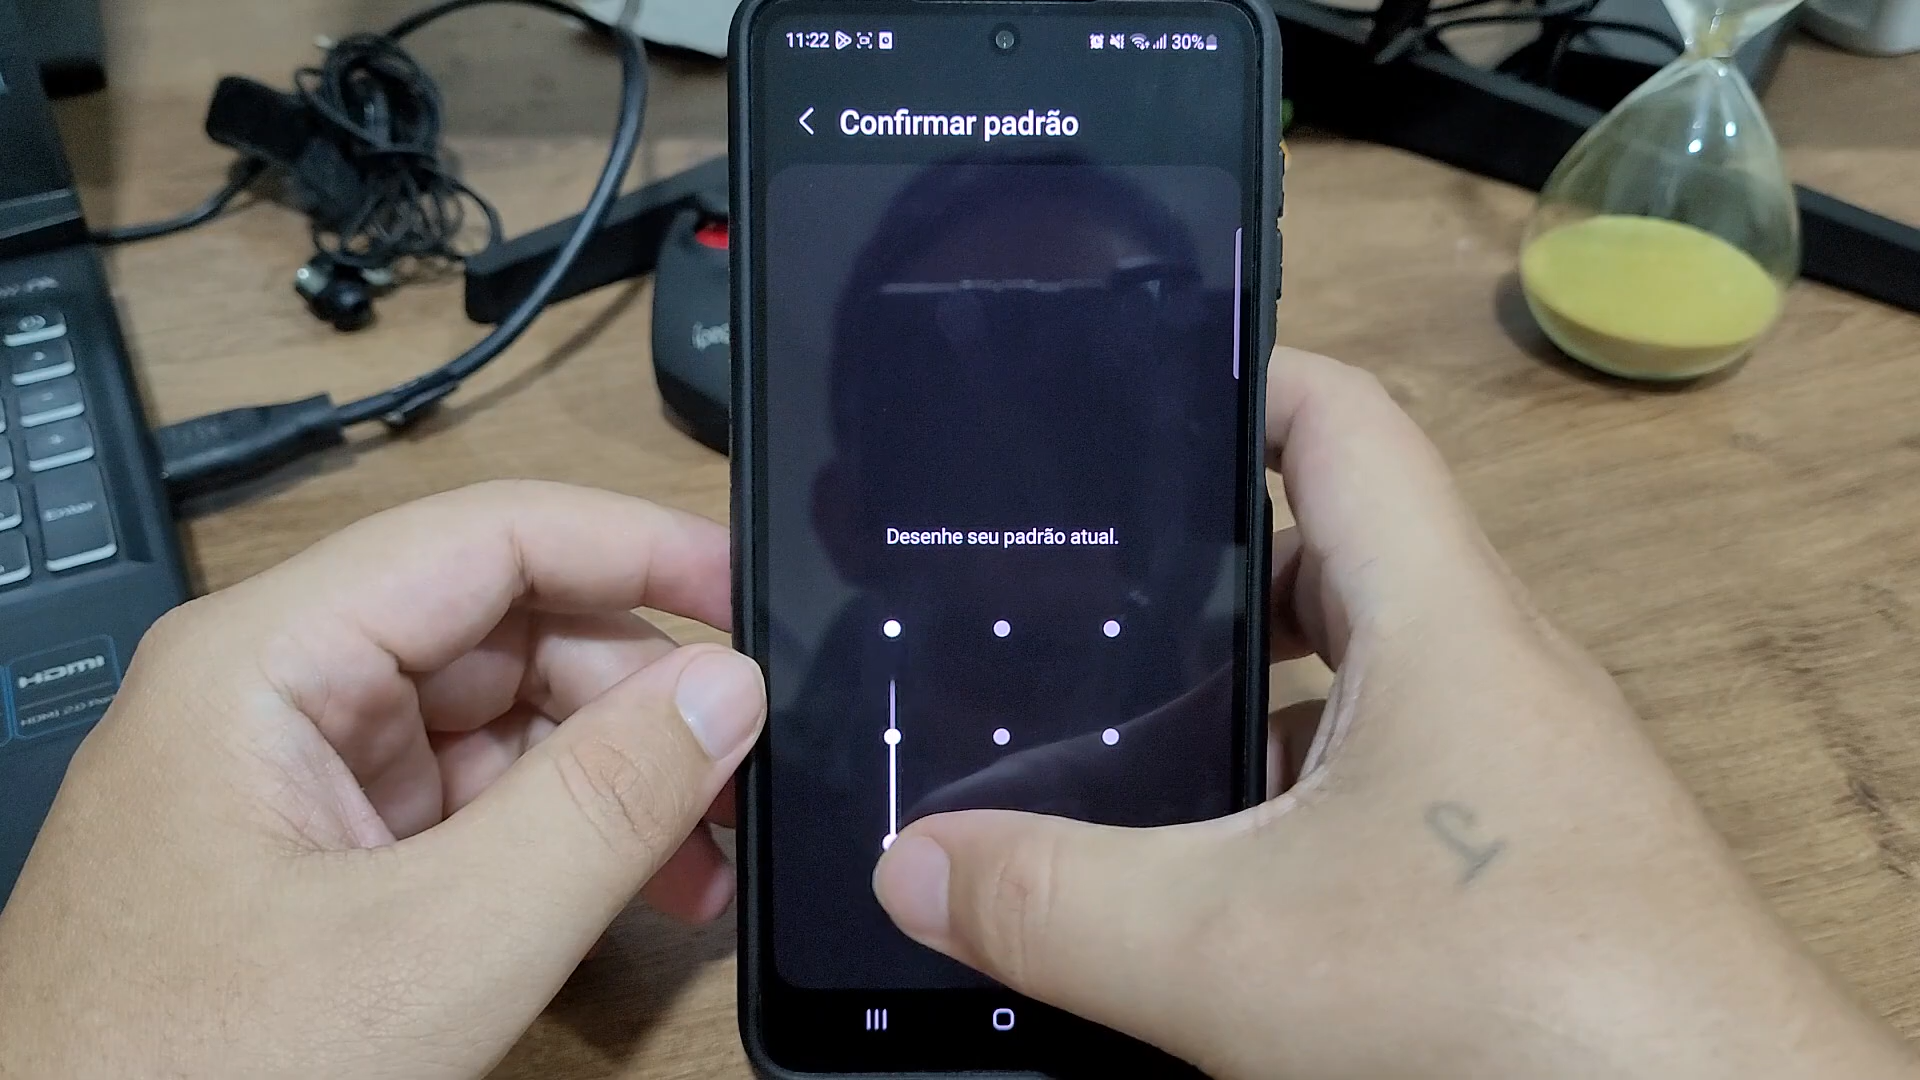 11:22
30%
Confirmar padrão
Desenhe seu padrão atual.
Enter
HDMI